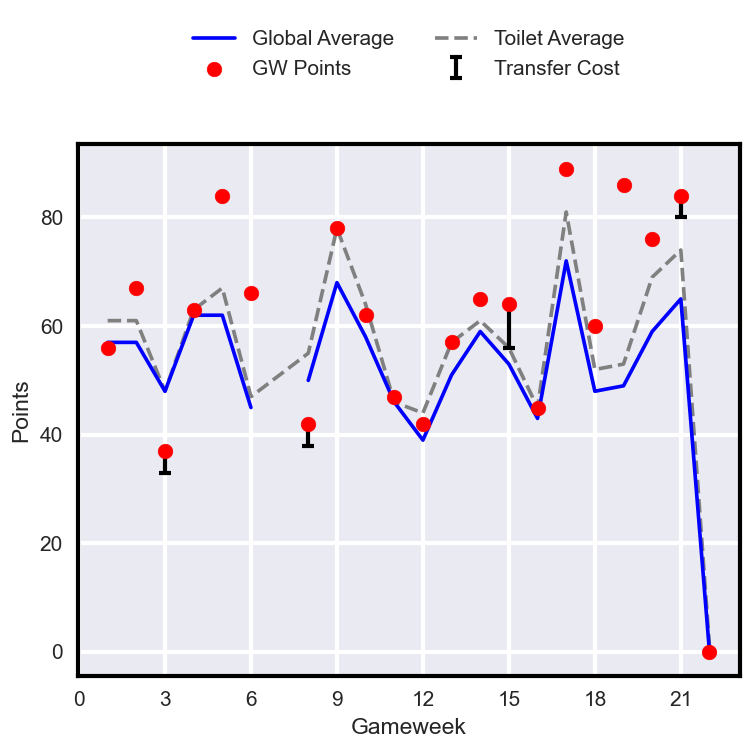 Global Average
Toilet Average
GW Points
Transfer Cost
80
60
40
20
0
Points
0 3 6 9 12 15 18 21
Gameweek